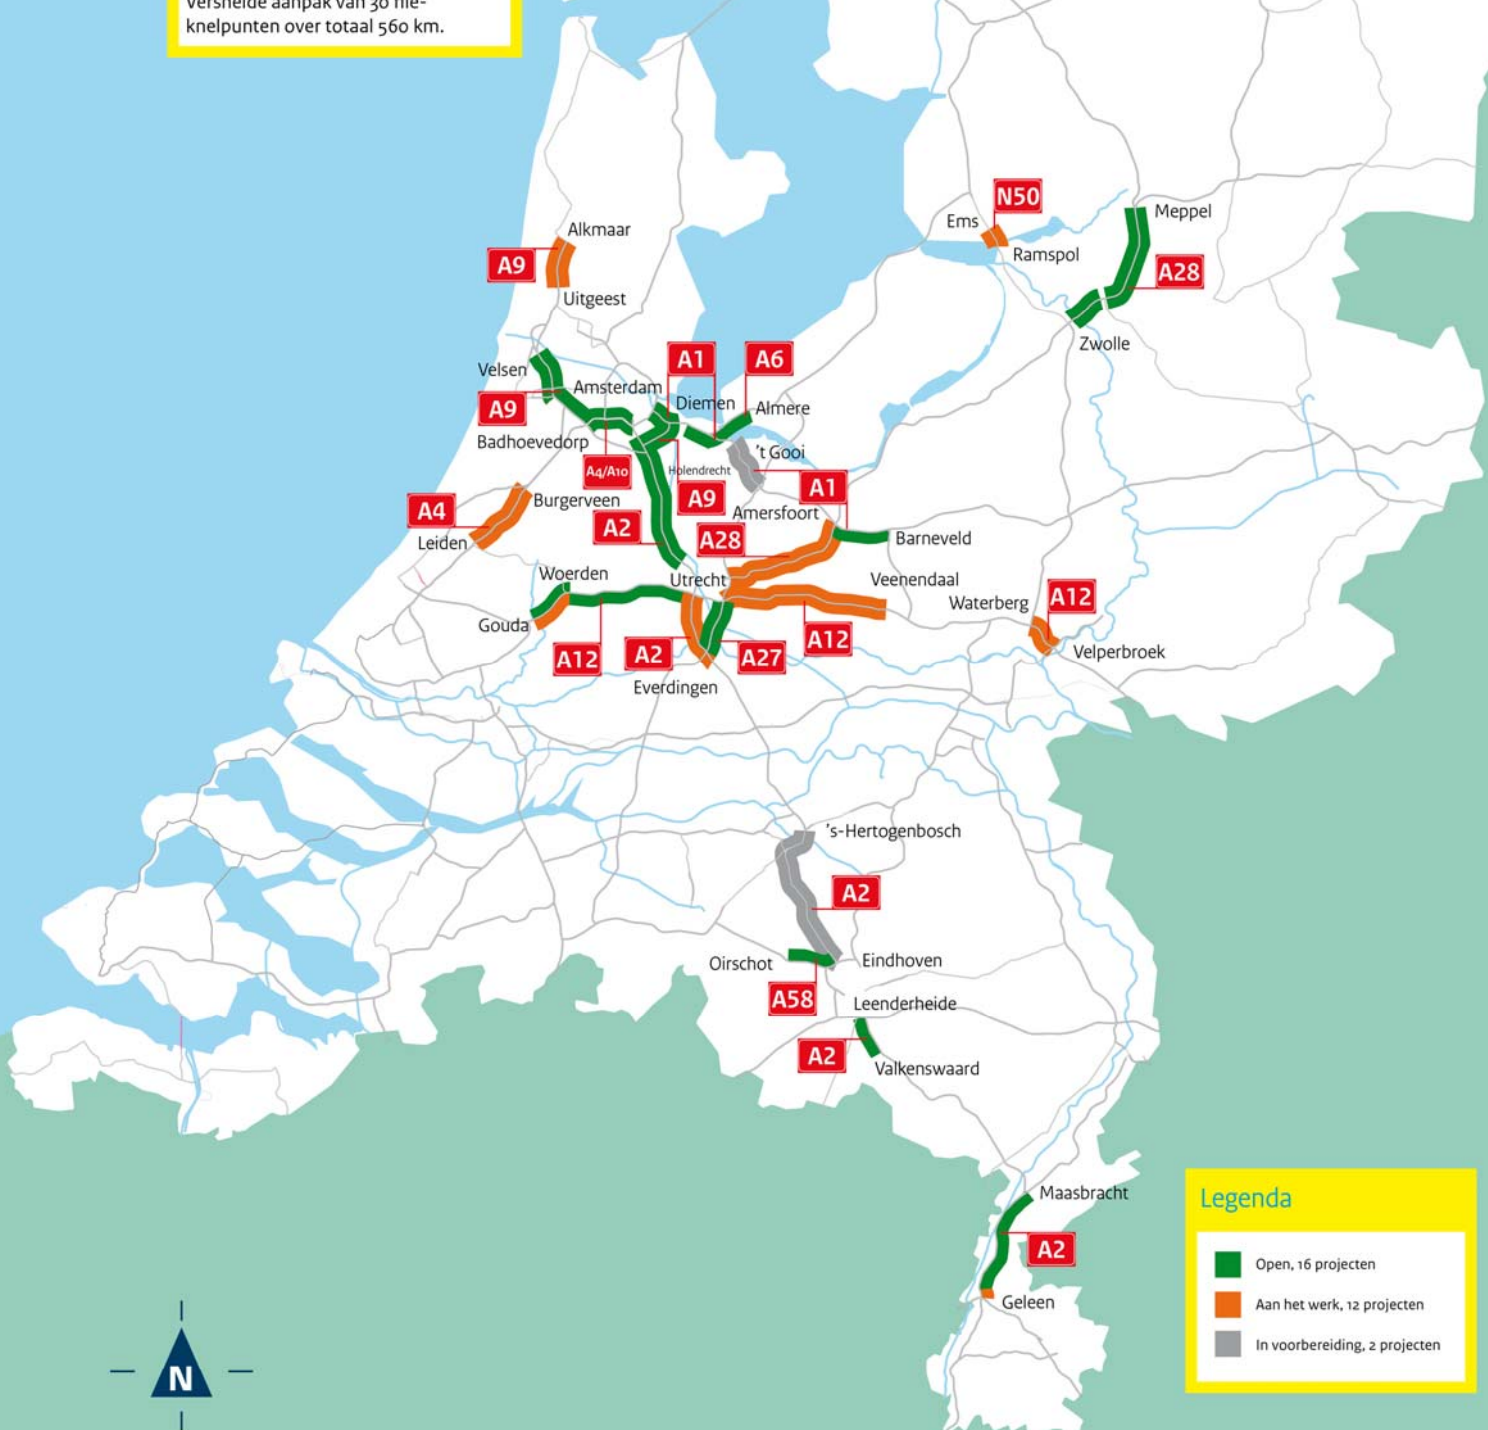 Versnelde aanpak van 30 file-
knelpunten over totaal 560 km.
N50
Ems
Meppel
Ramspol
A28
Zwolle
Alkmaar
A9
Uitgeest
Velsen
A1
A6
Amsterdam
A9
Diemen
Almere
Badhoevedorp
't Gooi
A4/A10
Holendrecht
A9
A1
Burgerveen
A4
Amersfoort
A2
A28
Leiden
Barneveld
Woerden
Utrecht
Veenendaal
Waterberg
A12
Gouda
A12
A2
A27
A12
Velperbroek
Everdingen
's-Hertogenbosch
A2
Oirschot
Eindhoven
A58
Leenderheide
A2
Valkenswaard
Maasbracht
A2
Geleen
Legenda
Open, 16 projecten
Aan het werk, 12 projecten
In voorbereiding, 2 projecten
N